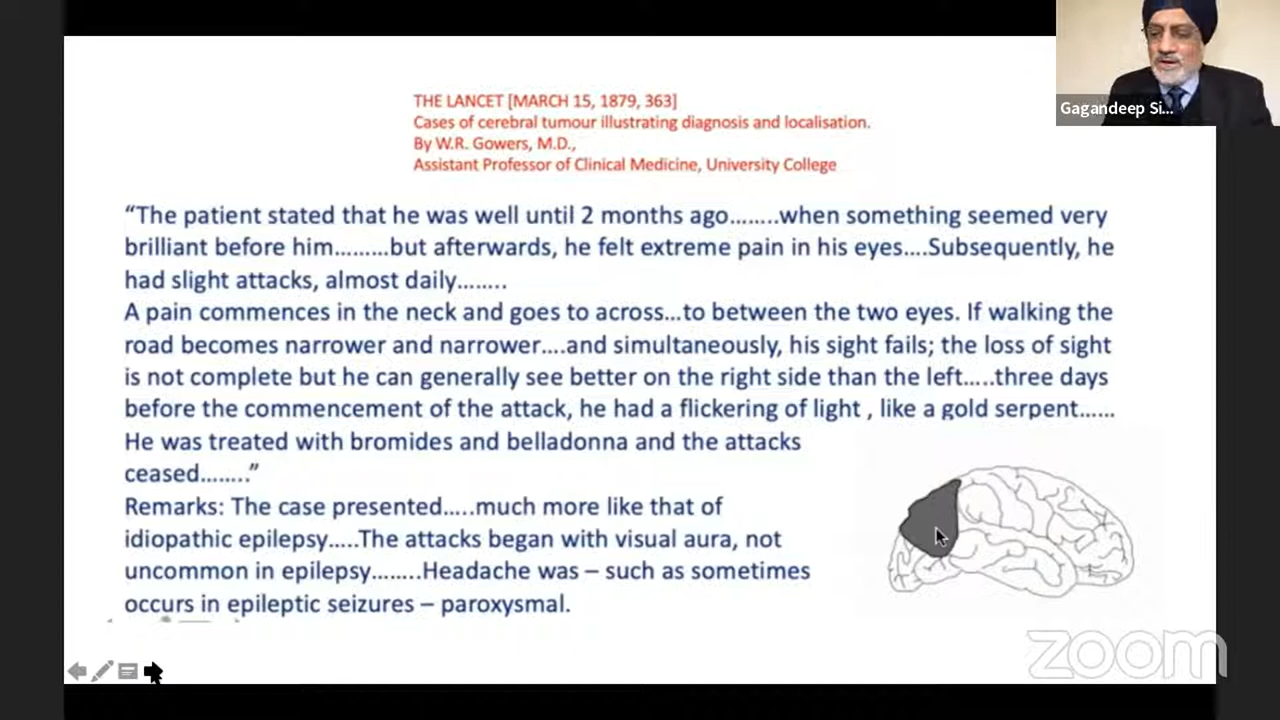 THE LANCET [MARCH 15, 1879, 363]
Cases of cerebral tumour illustrating diagnosis and localisation.
By W.R. Gowers, M.D.,
Assistant Professor of Clinical Medicine, University College
Gagandeep Si...
“The patient stated that he was well until 2 months ago……..when something seemed very
brilliant before him………but afterwards, he felt extreme pain in his eyes….Subsequently, he
had slight attacks, almost daily……..
A pain commences in the neck and goes to across…to between the two eyes. If walking the
road becomes narrower and narrower….and simultaneously, his sight fails; the loss of sight
is not complete but he can generally see better on the right side than the left…..three days
before the commencement of the attack, he had a flickering of light , like a gold serpent……
He was treated with bromides and belladonna and the attacks
ceased……..”
Remarks: The case presented…..much more like that of
idiopathic epilepsy…..The attacks began with visual aura, not
uncommon in epilepsy……..Headache was – such as sometimes
occurs in epileptic seizures – paroxysmal.
zoom